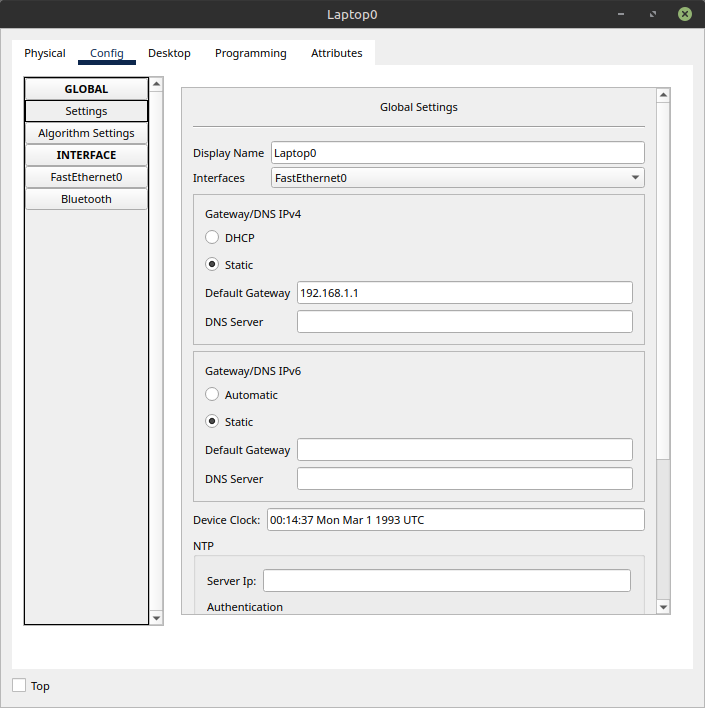 Laptop0
Physical Config Desktop Programming Attributes
GLOBAL
Settings
Algorithm Settings
INTERFACE
FastEthernet0
Bluetooth
Global Settings
Display Name Laptop0
Interfaces FastEthernet0
Gateway/DNS IPv4
DHCP
Static
Default Gateway 192.168.1.1
DNS Server
Gateway/DNS IPv6
Automatic
Static
Default Gateway
DNS Server
Device Clock: 00:14:37 Mon Mar 1 1993 UTC
NTP
Server Ip:
Authentication
Top